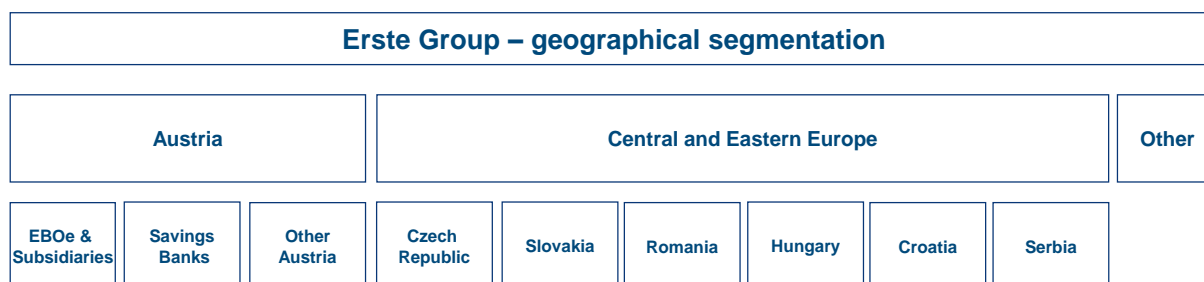 Erste Group – geographical segmentation
Austria
Central and Eastern Europe
Other
EBOe &
Subsidiaries
Savings
Banks
Other
Austria
Czech
Republic
Slovakia
Romania
Hungary
Croatia
Serbia